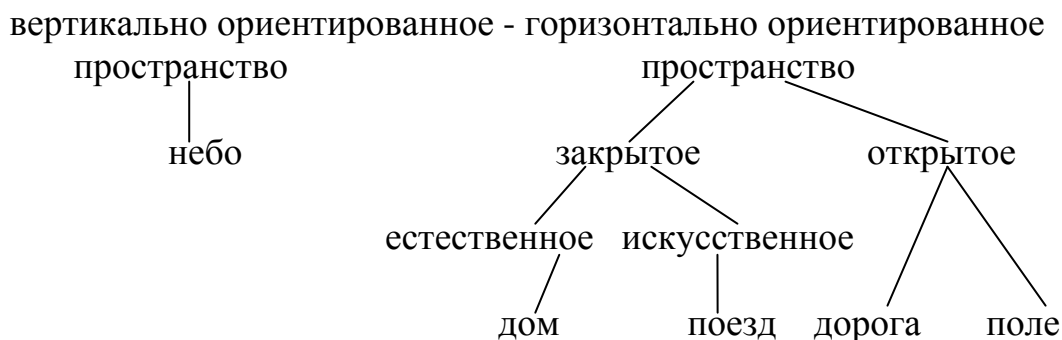 вертикально ориентированное - горизонтально ориентированное
пространство пространство
небо закрытое открытое
естественное искусственное
дом поезд дорога поле